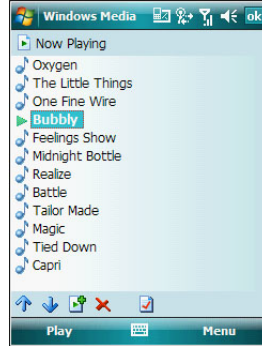 Windows Media ok
Now Playing
Oxygen
The Little Things
One Fine Wire
Bubbly
Feelings Show
Midnight Bottle
Realize
Battle
Tailor Made
Magic
Tied Down
Capri
Play Menu